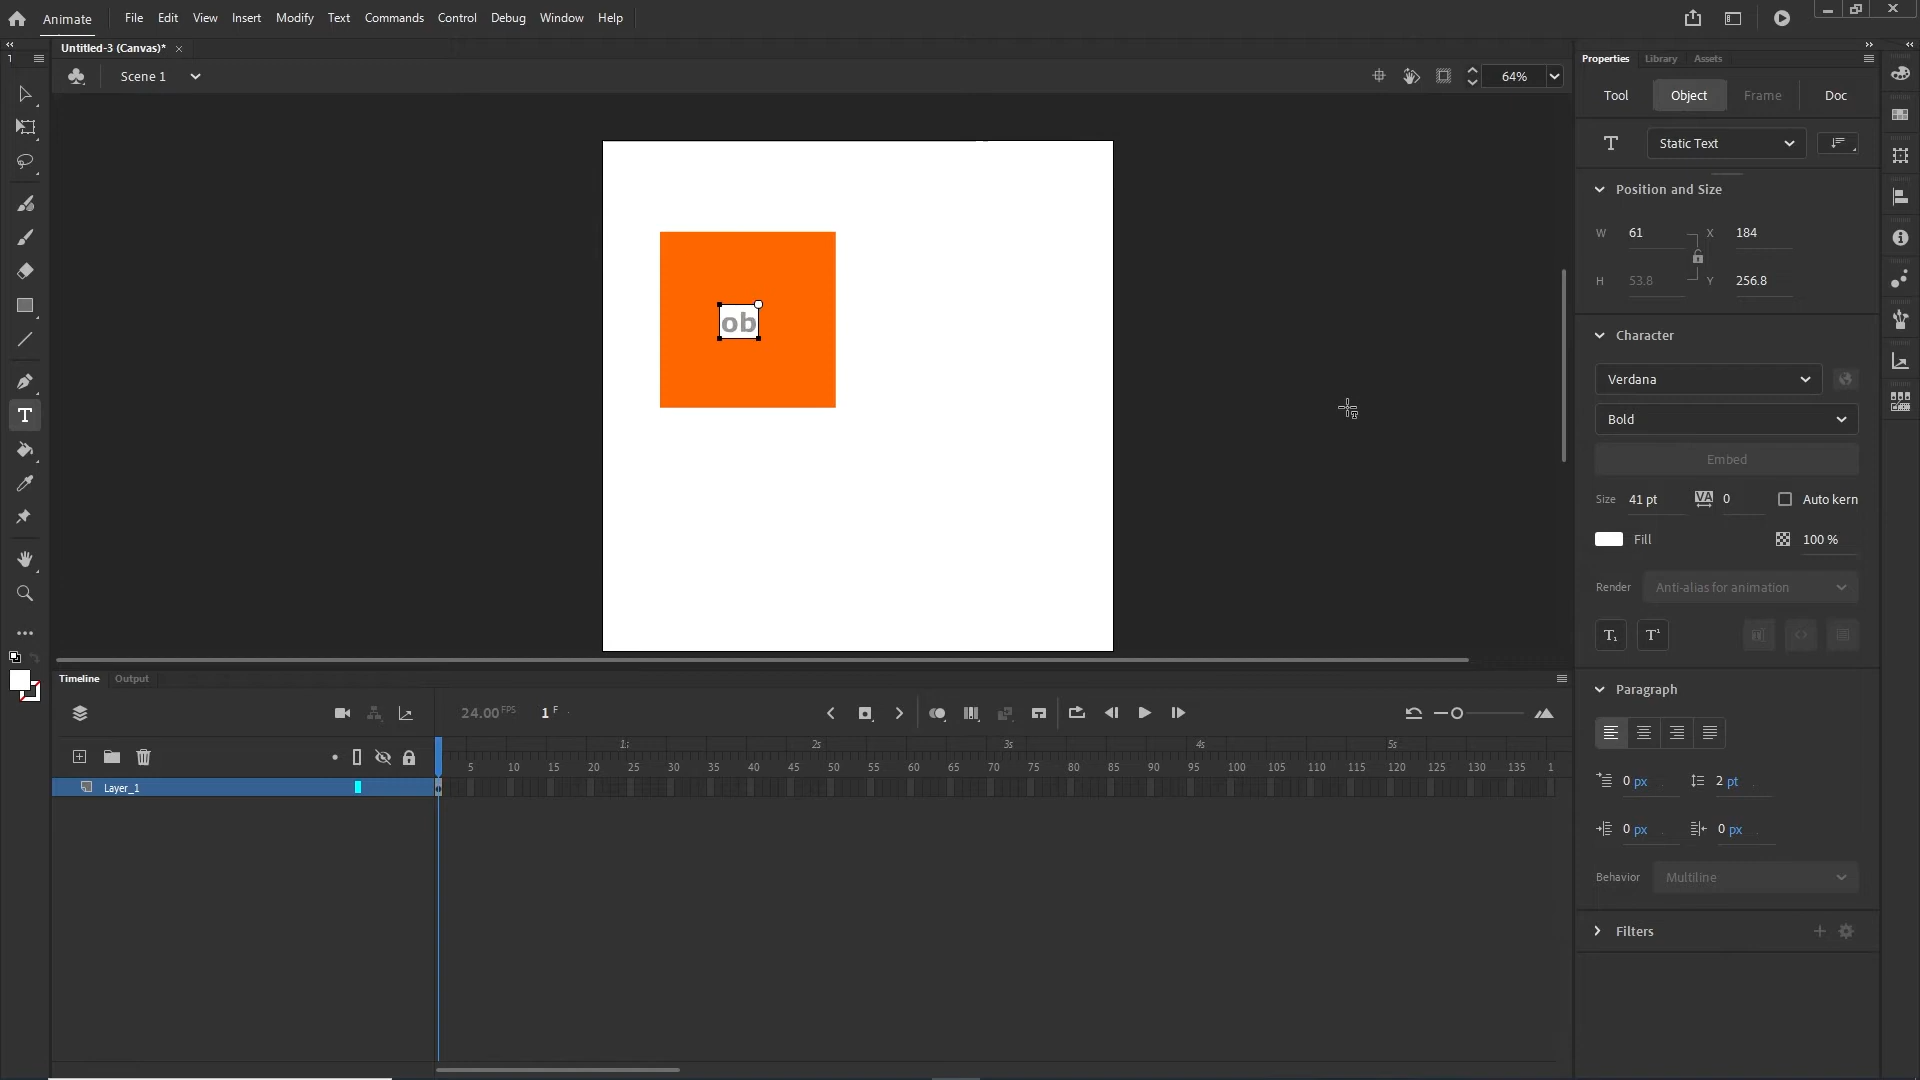 Animate File Edit View Insert Modify Text Commands Control Debug Window Help
Untitled-3 (Canvas)*
Scene 1
64%
ob
Properties Library Assets
Tool Object Frame Doc
T Static Text
Position and Size
W 61 X 184
H 53.8 Y 256.8
Character
Verdana
Bold
Embed
Size 41 pt VA 0 Auto kern
Fill 100 %
Render Anti-alias for animation
T₁ T¹
Paragraph
0 px 2 pt
0 px 0 px
Behavior Multiline
Filters
Timeline Output
24.00 FPS 1 F
1s 2s 3s 4s 5s
5 10 15 20 25 30 35 40 45 50 55 60 65 70 75 80 85 90 95 100 105 110 115 120 125 130 135 1
Layer_1